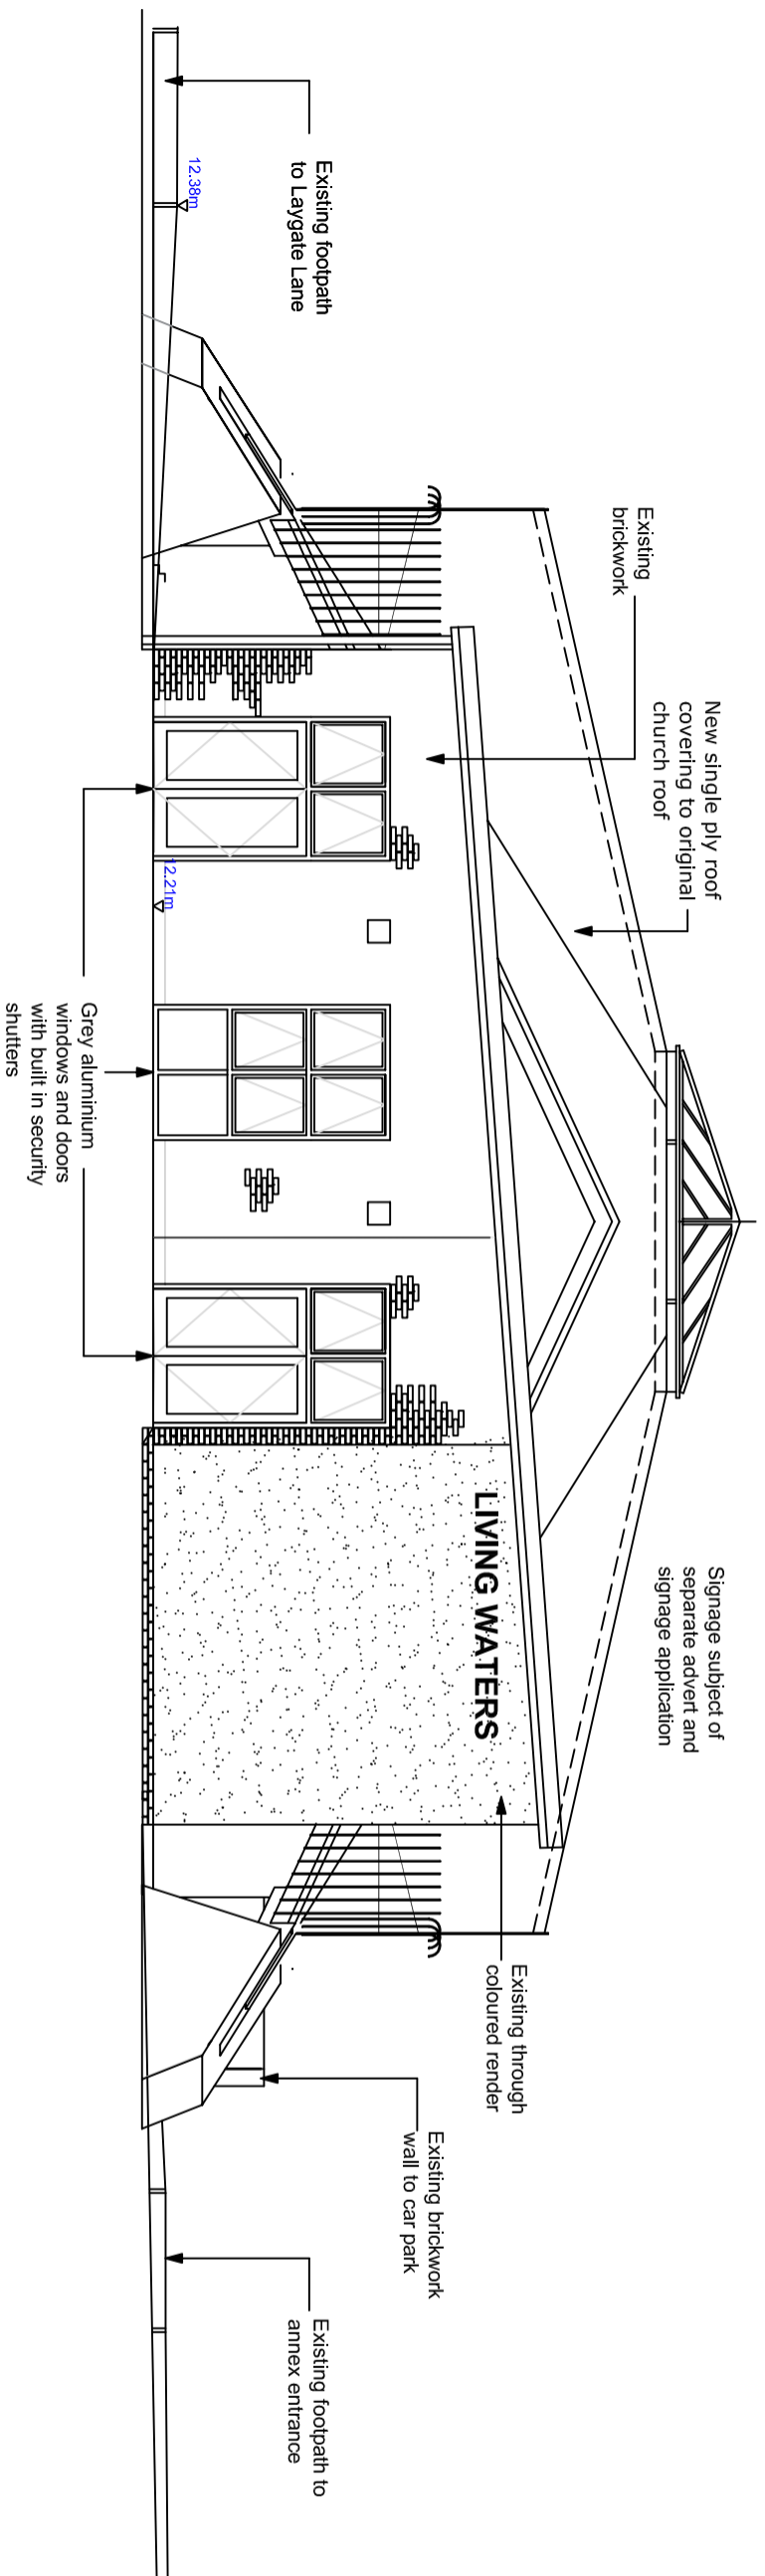 Existing footpath
to Laygate Lane
12.38m
Existing
brickwork
New single ply roof
covering to original
church roof
12.21m
Grey aluminium
windows and doors
with built in security
shutters
LIVING WATERS
Signage subject of
separate advert and
signage application
Existing through
coloured render
Existing brickwork
wall to car park
Existing footpath to
annex entrance